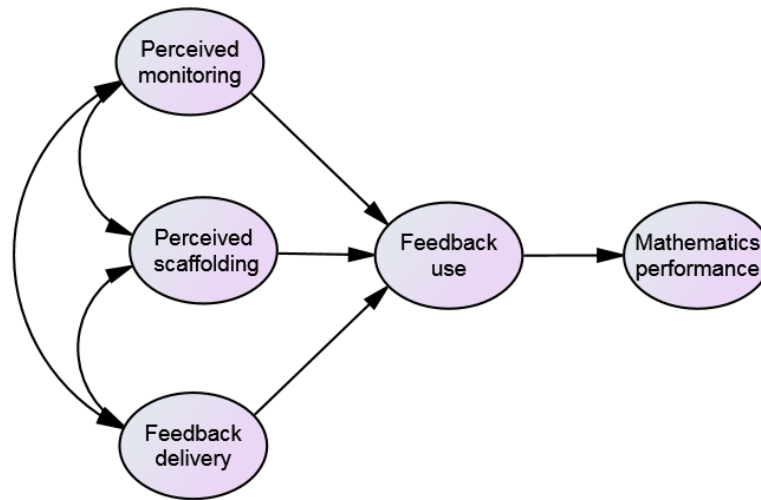 Perceived
monitoring
Perceived
scaffolding
Feedback
delivery
Feedback
use
Mathematics
performance